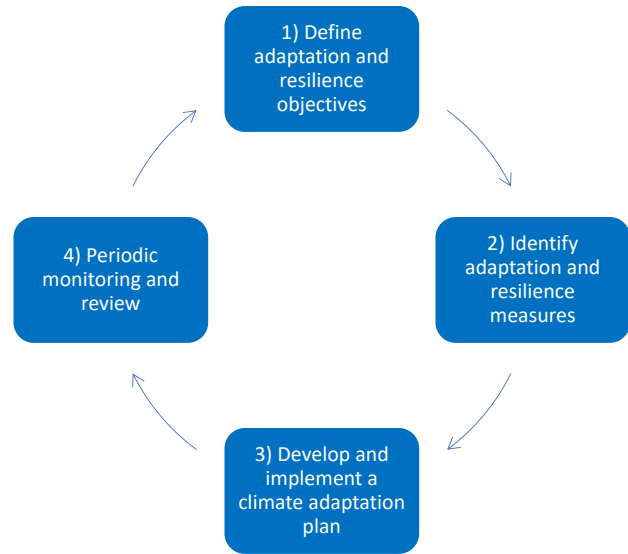 1) Define
adaptation and
resilience
objectives
2) Identify
adaptation and
resilience
measures
3) Develop and
implement a
climate adaptation
plan
4) Periodic
monitoring and
review